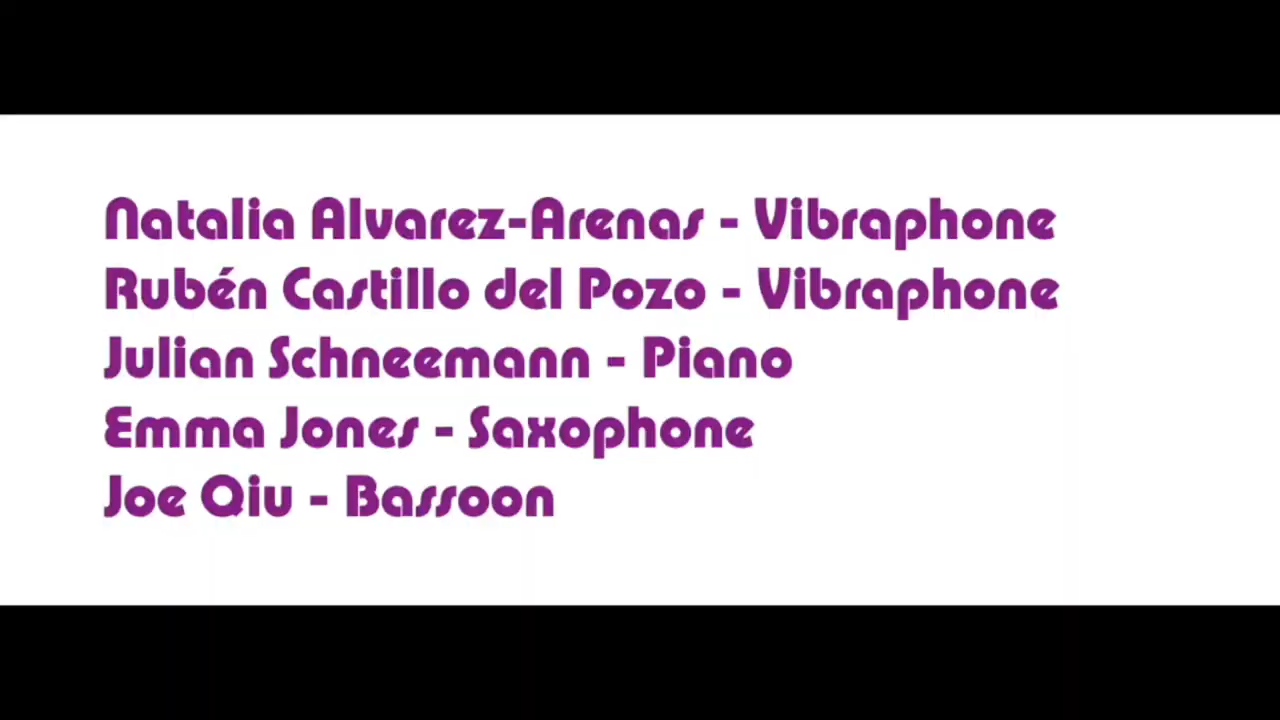 Natalia Alvarez-Arenas - Vibraphone
Rubén Castillo del Pozo - Vibraphone
Julian Schneemann - Piano
Emma Jones - Saxophone
Joe Qiu - Bassoon